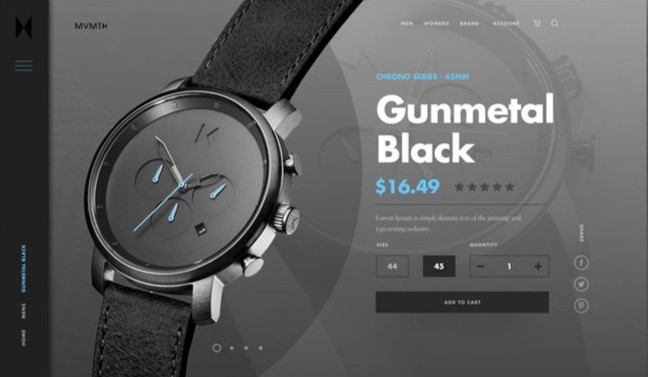 MVMTH
MEN WOMENS BRAND ACCOUNT
CHRONO SERIES - 45MM
Gunmetal
Black
$16.49
Lorem Ipsum is simply dummy text of the printing and
typesetting industry.
SIZE QUANTITY
44 45 − 1 +
ADD TO CART
SHARE
HOME MENS GUNMETAL BLACK